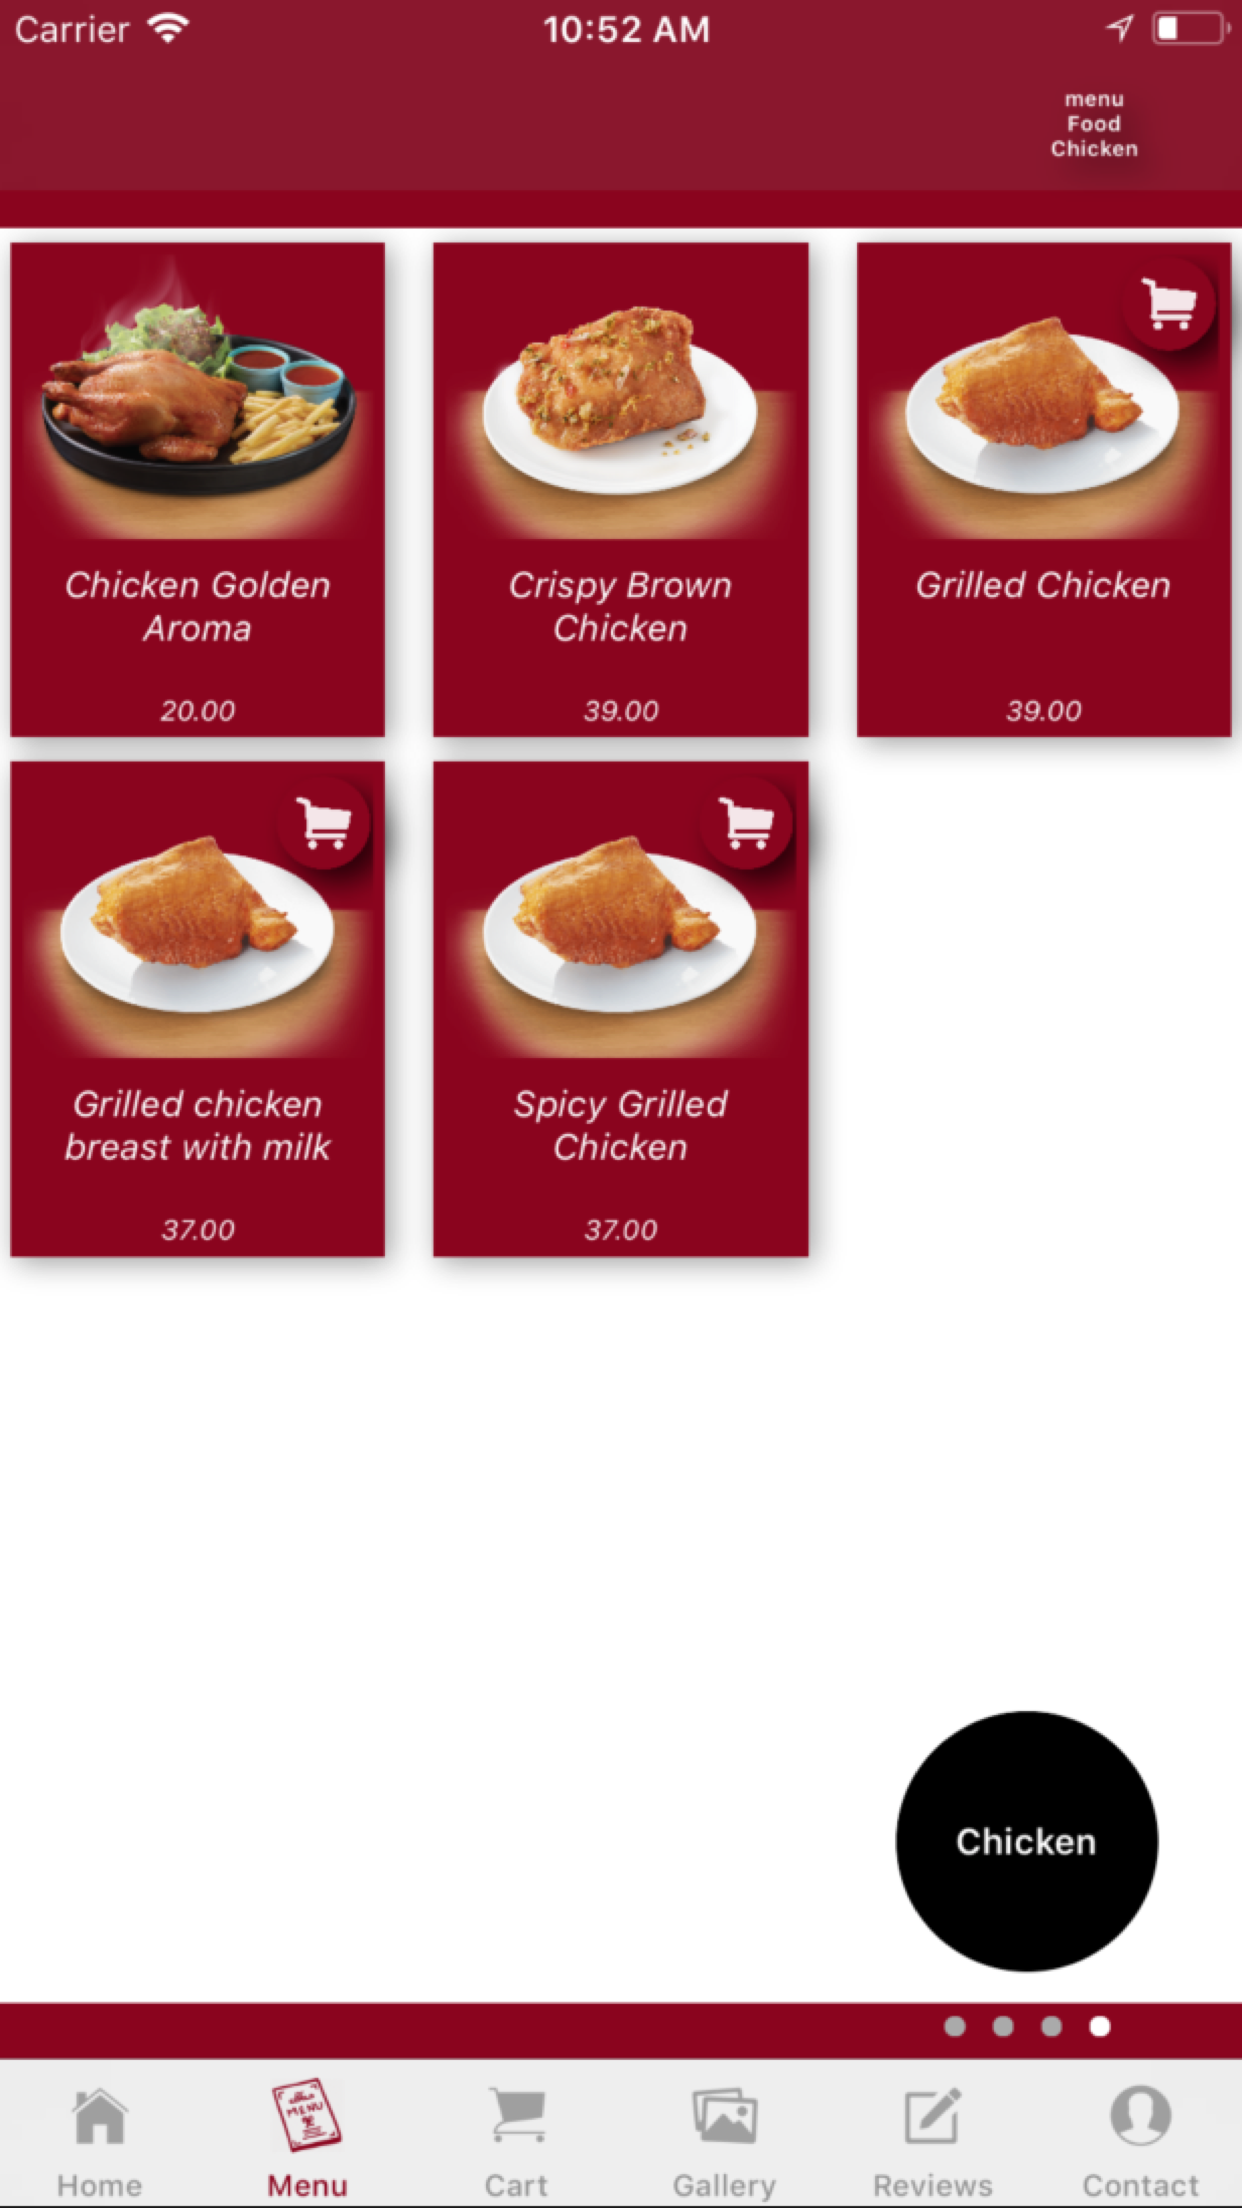 Carrier 10:52 AM
menu
Food
Chicken
Chicken Golden
Aroma
20.00
Crispy Brown
Chicken
39.00
Grilled Chicken
39.00
Grilled chicken
breast with milk
37.00
Spicy Grilled
Chicken
37.00
Chicken
MENU
Home Menu Cart Gallery Reviews Contact